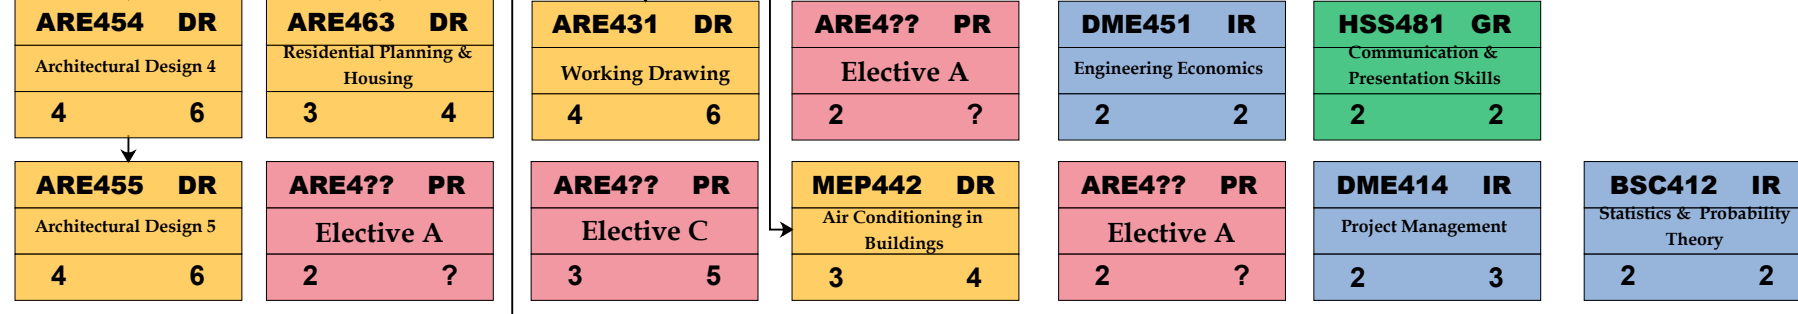 ARE454 DR
Architectural Design 4
4 6
ARE463 DR
Residential Planning &
Housing
3 4
ARE431 DR
Working Drawing
4 6
ARE4?? PR
Elective A
2 ?
DME451 IR
Engineering Economics
2 2
HSS481 GR
Communication &
Presentation Skills
2 2
ARE455 DR
Architectural Design 5
4 6
ARE4?? PR
Elective A
2 ?
ARE4?? PR
Elective C
3 5
MEP442 DR
Air Conditioning in
Buildings
3 4
ARE4?? PR
Elective A
2 ?
DME414 IR
Project Management
2 3
BSC412 IR
Statistics & Probability
Theory
2 2